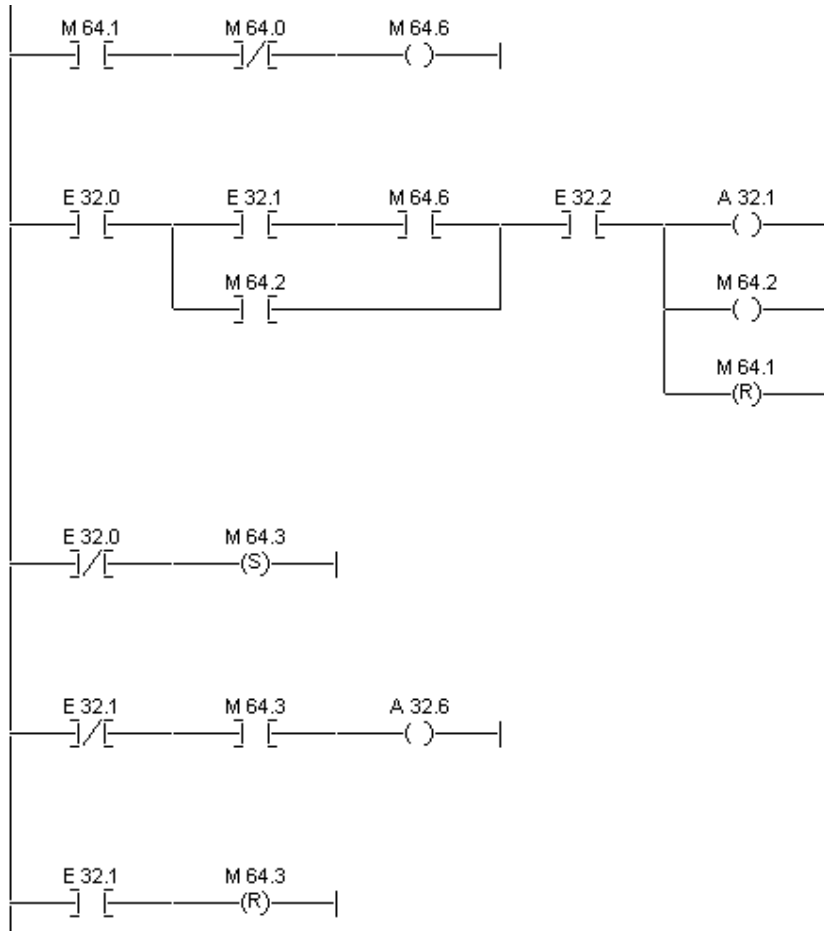 M 64.1 M 64.0 M 64.6
E 32.0 E 32.1 M 64.6 E 32.2 A 32.1
M 64.2 M 64.2
M 64.1
R
E 32.0 M 64.3
S
E 32.1 M 64.3 A 32.6
E 32.1 M 64.3
R